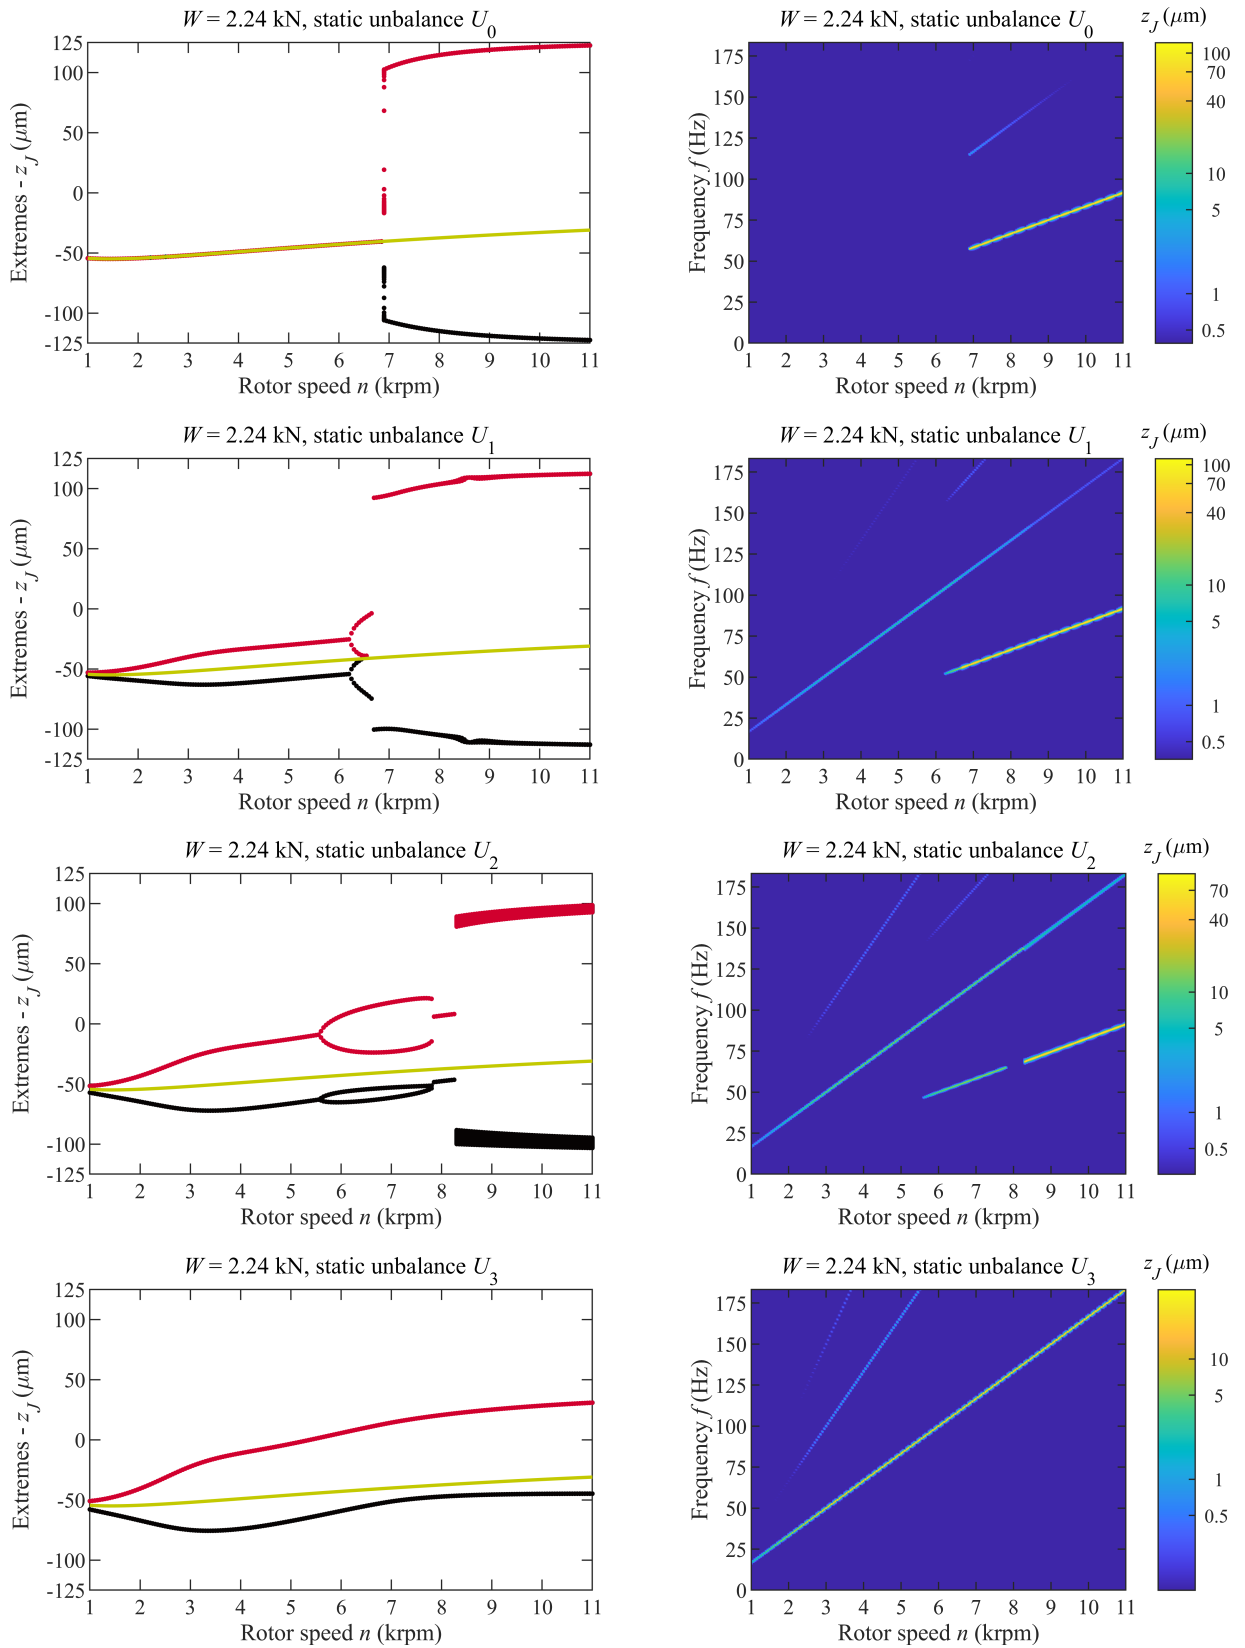 W = 2.24 kN, static unbalance U0
125
100
50
0
-50
-100
-125
Extremes - zJ (μm)
1 2 3 4 5 6 7 8 9 10 11
Rotor speed n (krpm)
W = 2.24 kN, static unbalance U0
zJ (μm)
175
150
125
100
75
50
25
0
Frequency f (Hz)
1 2 3 4 5 6 7 8 9 10 11
Rotor speed n (krpm)
100
70
40
10
5
1
0.5
W = 2.24 kN, static unbalance U1
125
100
50
0
-50
-100
-125
Extremes - zJ (μm)
1 2 3 4 5 6 7 8 9 10 11
Rotor speed n (krpm)
W = 2.24 kN, static unbalance U1
zJ (μm)
175
150
125
100
75
50
25
0
Frequency f (Hz)
1 2 3 4 5 6 7 8 9 10 11
Rotor speed n (krpm)
100
70
40
10
5
1
0.5
W = 2.24 kN, static unbalance U2
125
100
50
0
-50
-100
-125
Extremes - zJ (μm)
1 2 3 4 5 6 7 8 9 10 11
Rotor speed n (krpm)
W = 2.24 kN, static unbalance U2
zJ (μm)
175
150
125
100
75
50
25
0
Frequency f (Hz)
1 2 3 4 5 6 7 8 9 10 11
Rotor speed n (krpm)
70
40
10
5
1
0.5
W = 2.24 kN, static unbalance U3
125
100
50
0
-50
-100
-125
Extremes - zJ (μm)
1 2 3 4 5 6 7 8 9 10 11
Rotor speed n (krpm)
W = 2.24 kN, static unbalance U3
zJ (μm)
175
150
125
100
75
50
25
0
Frequency f (Hz)
1 2 3 4 5 6 7 8 9 10 11
Rotor speed n (krpm)
10
5
1
0.5